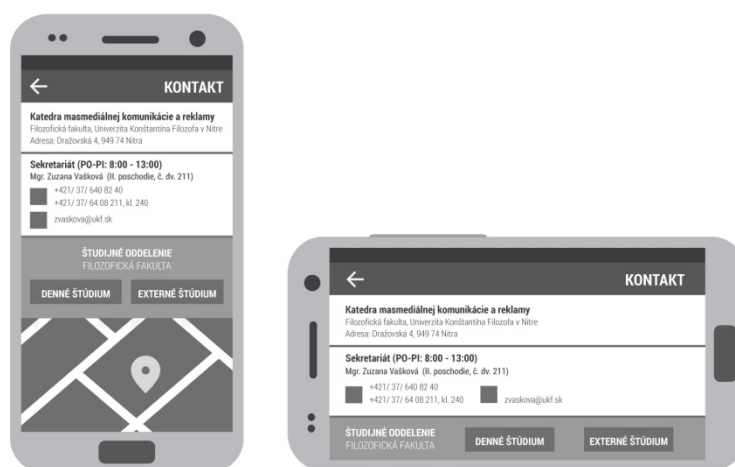 KONTAKT
Katedra masmediálnej komunikácie a reklamy
Filozofická fakulta, Univerzita Konštantína Filozofa v Nitre
Adresa: Dražovská 4, 949 74 Nitra
Sekretariát (PO-PI: 8:00 - 13:00)
Mgr. Zuzana Vašková (II. poschodie, č. dv. 211)
+421/ 37/ 640 82 40
+421/ 37/ 64 08 211, kl. 240
zvaskova@ukf.sk
ŠTUDIJNÉ ODDELENIE
FILOZOFICKÁ FAKULTA
DENNÉ ŠTÚDIUM EXTERNÉ ŠTÚDIUM
KONTAKT
Katedra masmediálnej komunikácie a reklamy
Filozofická fakulta, Univerzita Konštantína Filozofa v Nitre
Adresa: Dražovská 4, 949 74 Nitra
Sekretariát (PO-PI: 8:00 - 13:00)
Mgr. Zuzana Vašková (II. poschodie, č. dv. 211)
+421/ 37/ 640 82 40
+421/ 37/ 64 08 211, kl. 240 zvaskova@ukf.sk
ŠTUDIJNÉ ODDELENIE
FILOZOFICKÁ FAKULTA
DENNÉ ŠTÚDIUM EXTERNÉ ŠTÚDIUM